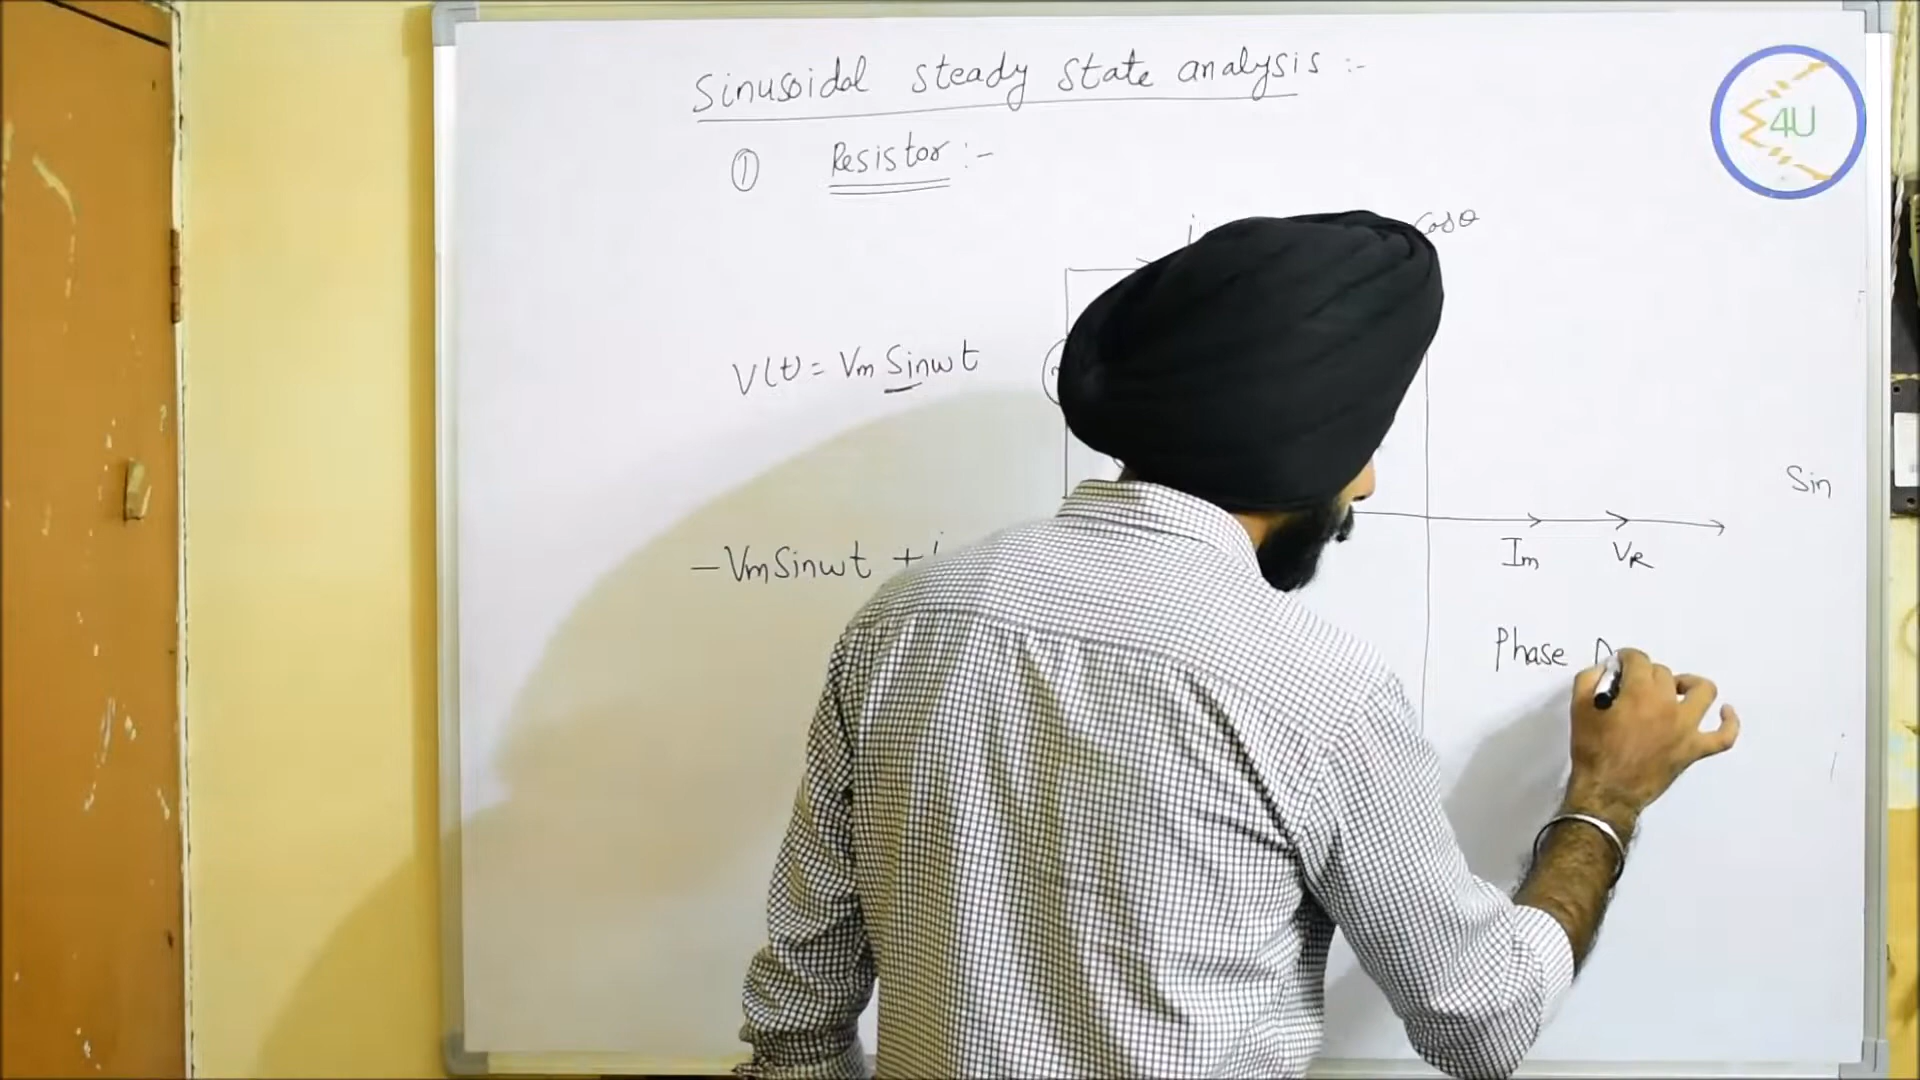 Sinusoidal steady state analysis :-
① Resistor :-
i
Cosθ
V(t) = Vm Sinwt
Sin
Im VR
- VmSinwt + i
Phase
i
4U